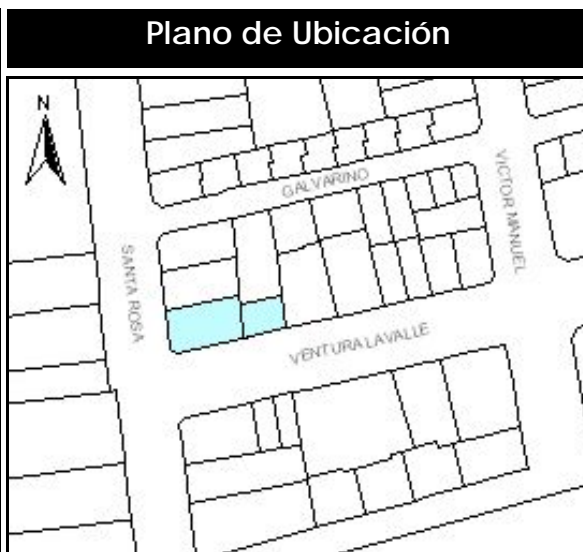 Plano de Ubicación
N
GALVARINO
VICTOR MANUEL
SANTA ROSA
VENTURA LAVALLE